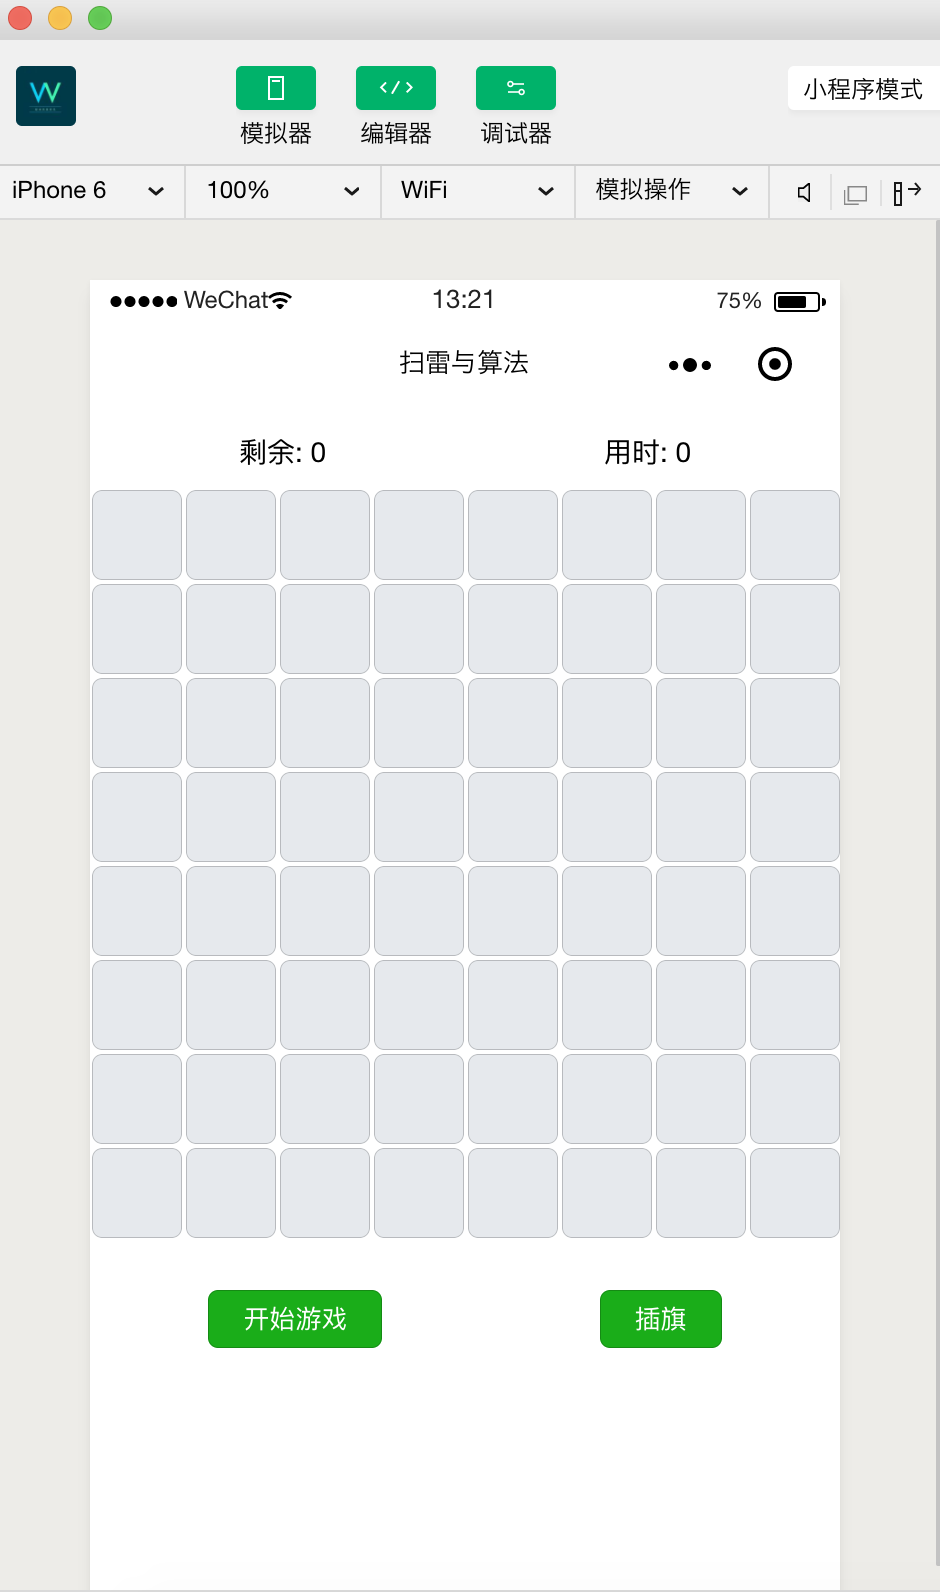 模拟器 编辑器 调试器 小程序模式
iPhone 6 100% WiFi 模拟操作
WeChat 13:21 75%
扫雷与算法
剩余: 0 用时: 0
开始游戏 插旗